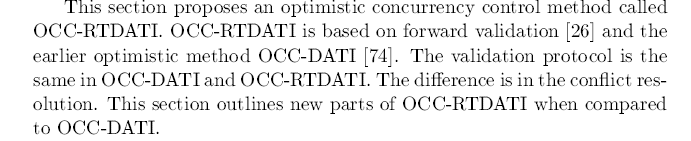 This section proposes an optimistic concurrency control method called
OCC-RTDATI. OCC-RTDATI is based on forward validation [26] and the
earlier optimistic method OCC-DATI [74]. The validation protocol is the
same in OCC-DATI and OCC-RTDATI. The difference is in the conflict res-
olution. This section outlines new parts of OCC-RTDATI when compared
to OCC-DATI.